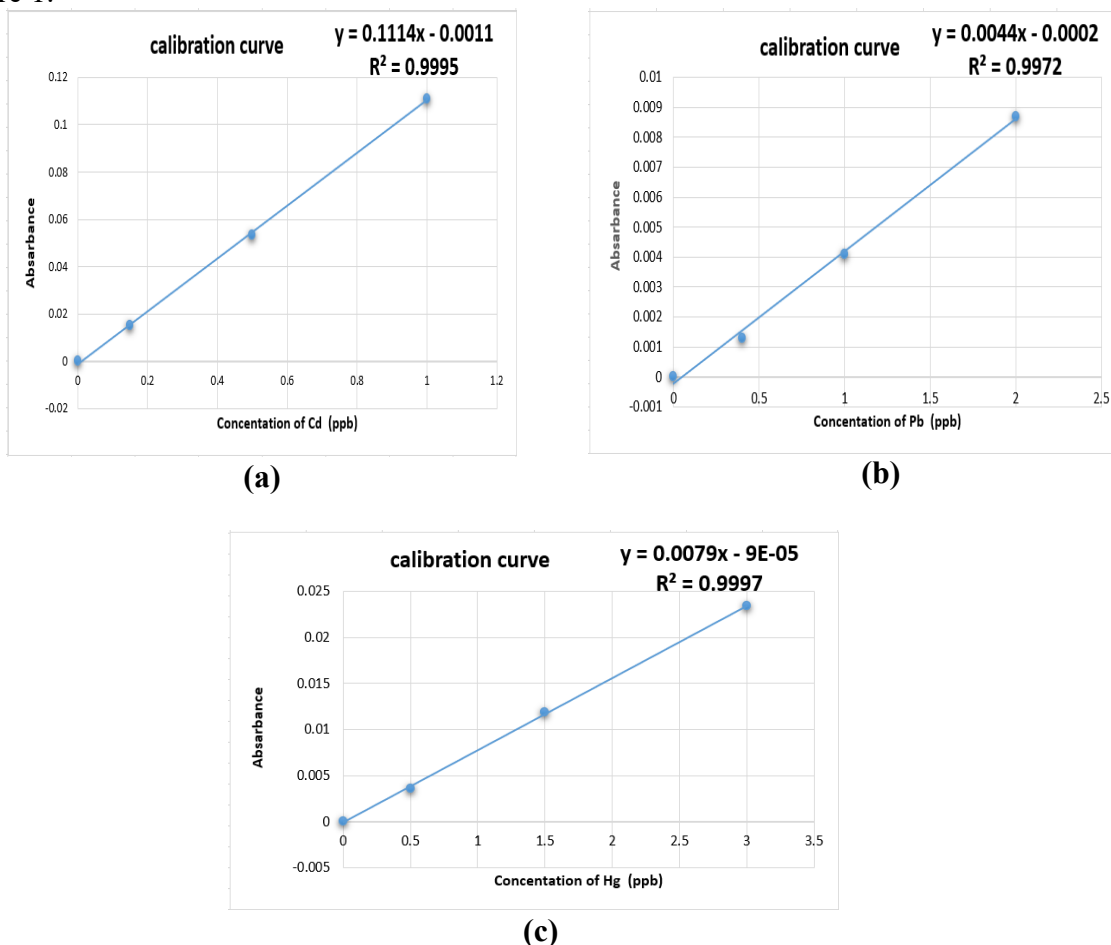 calibration curve
y = 0.1114x - 0.0011
R² = 0.9995
0.12
0.1
0.08
0.06
0.04
0.02
0
-0.02
0 0.2 0.4 0.6 0.8 1 1.2
Absarbance
Concentation of Cd (ppb)
(a)
calibration curve
y = 0.0044x - 0.0002
R² = 0.9972
0.01
0.009
0.008
0.007
0.006
0.005
0.004
0.003
0.002
0.001
0
-0.001
0 0.5 1 1.5 2 2.5
Absarbance
Concentation of Pb (ppb)
(b)
calibration curve
y = 0.0079x - 9E-05
R² = 0.9997
0.025
0.02
0.015
0.01
0.005
0
-0.005
0 0.5 1 1.5 2 2.5 3 3.5
Absarbance
Concentation of Hg (ppb)
(c)